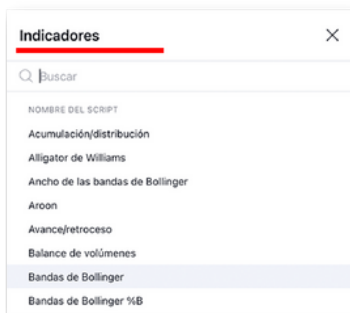 Indicadores
Buscar
NOMBRE DEL SCRIPT
Acumulación/distribución
Alligator de Williams
Ancho de las bandas de Bollinger
Aroon
Avance/retroceso
Balance de volúmenes
Bandas de Bollinger
Bandas de Bollinger %B